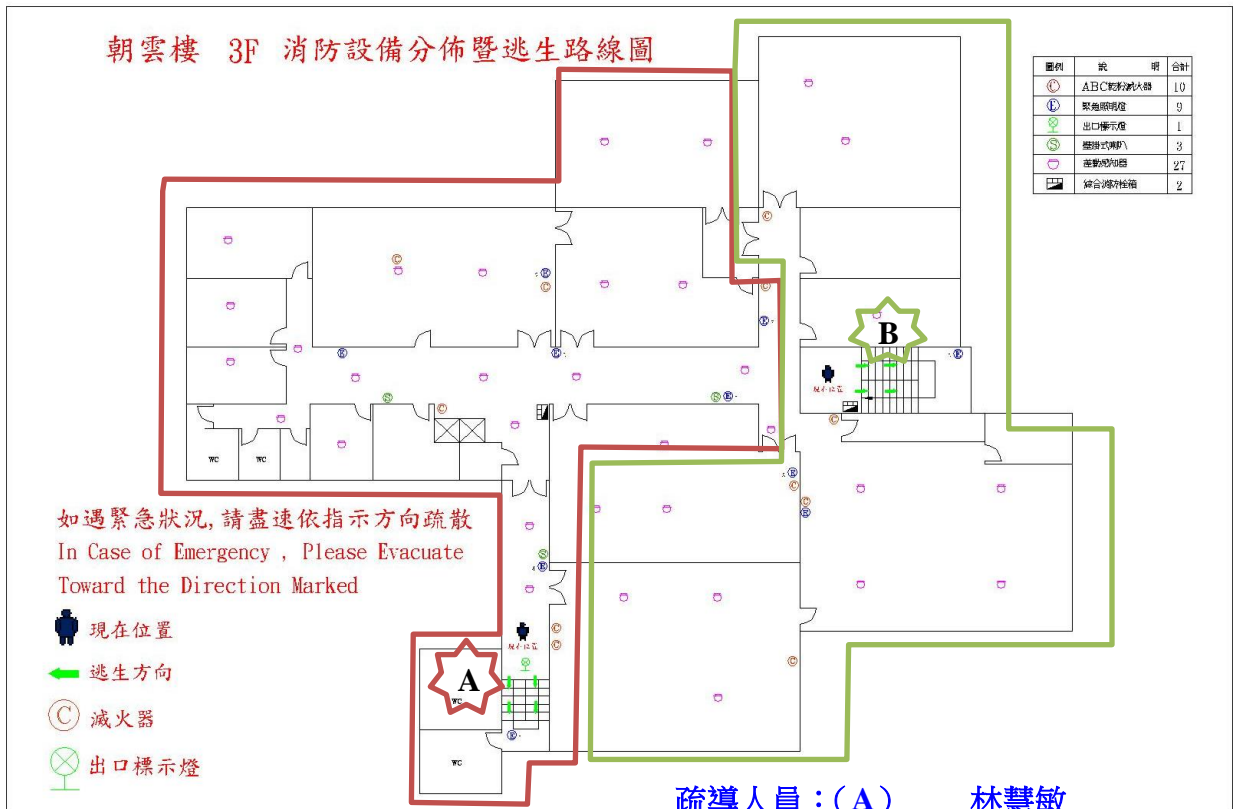 朝雲樓 3F 消防設備分佈暨逃生路線圖
圖例 說 明 合計
C ABC乾粉滅火器 10
E 緊急照明燈 9
出口標示燈 1
S 壁掛式喇叭 3
差動感知器 27
綜合消防栓箱 2
B
現在位置
WC WC
如遇緊急狀況,請盡速依指示方向疏散
In Case of Emergency , Please Evacuate
Toward the Direction Marked
現在位置
逃生方向
C 滅火器
出口標示燈
現在位置
A
WC
WC
疏導人員：(A) 林慧敏